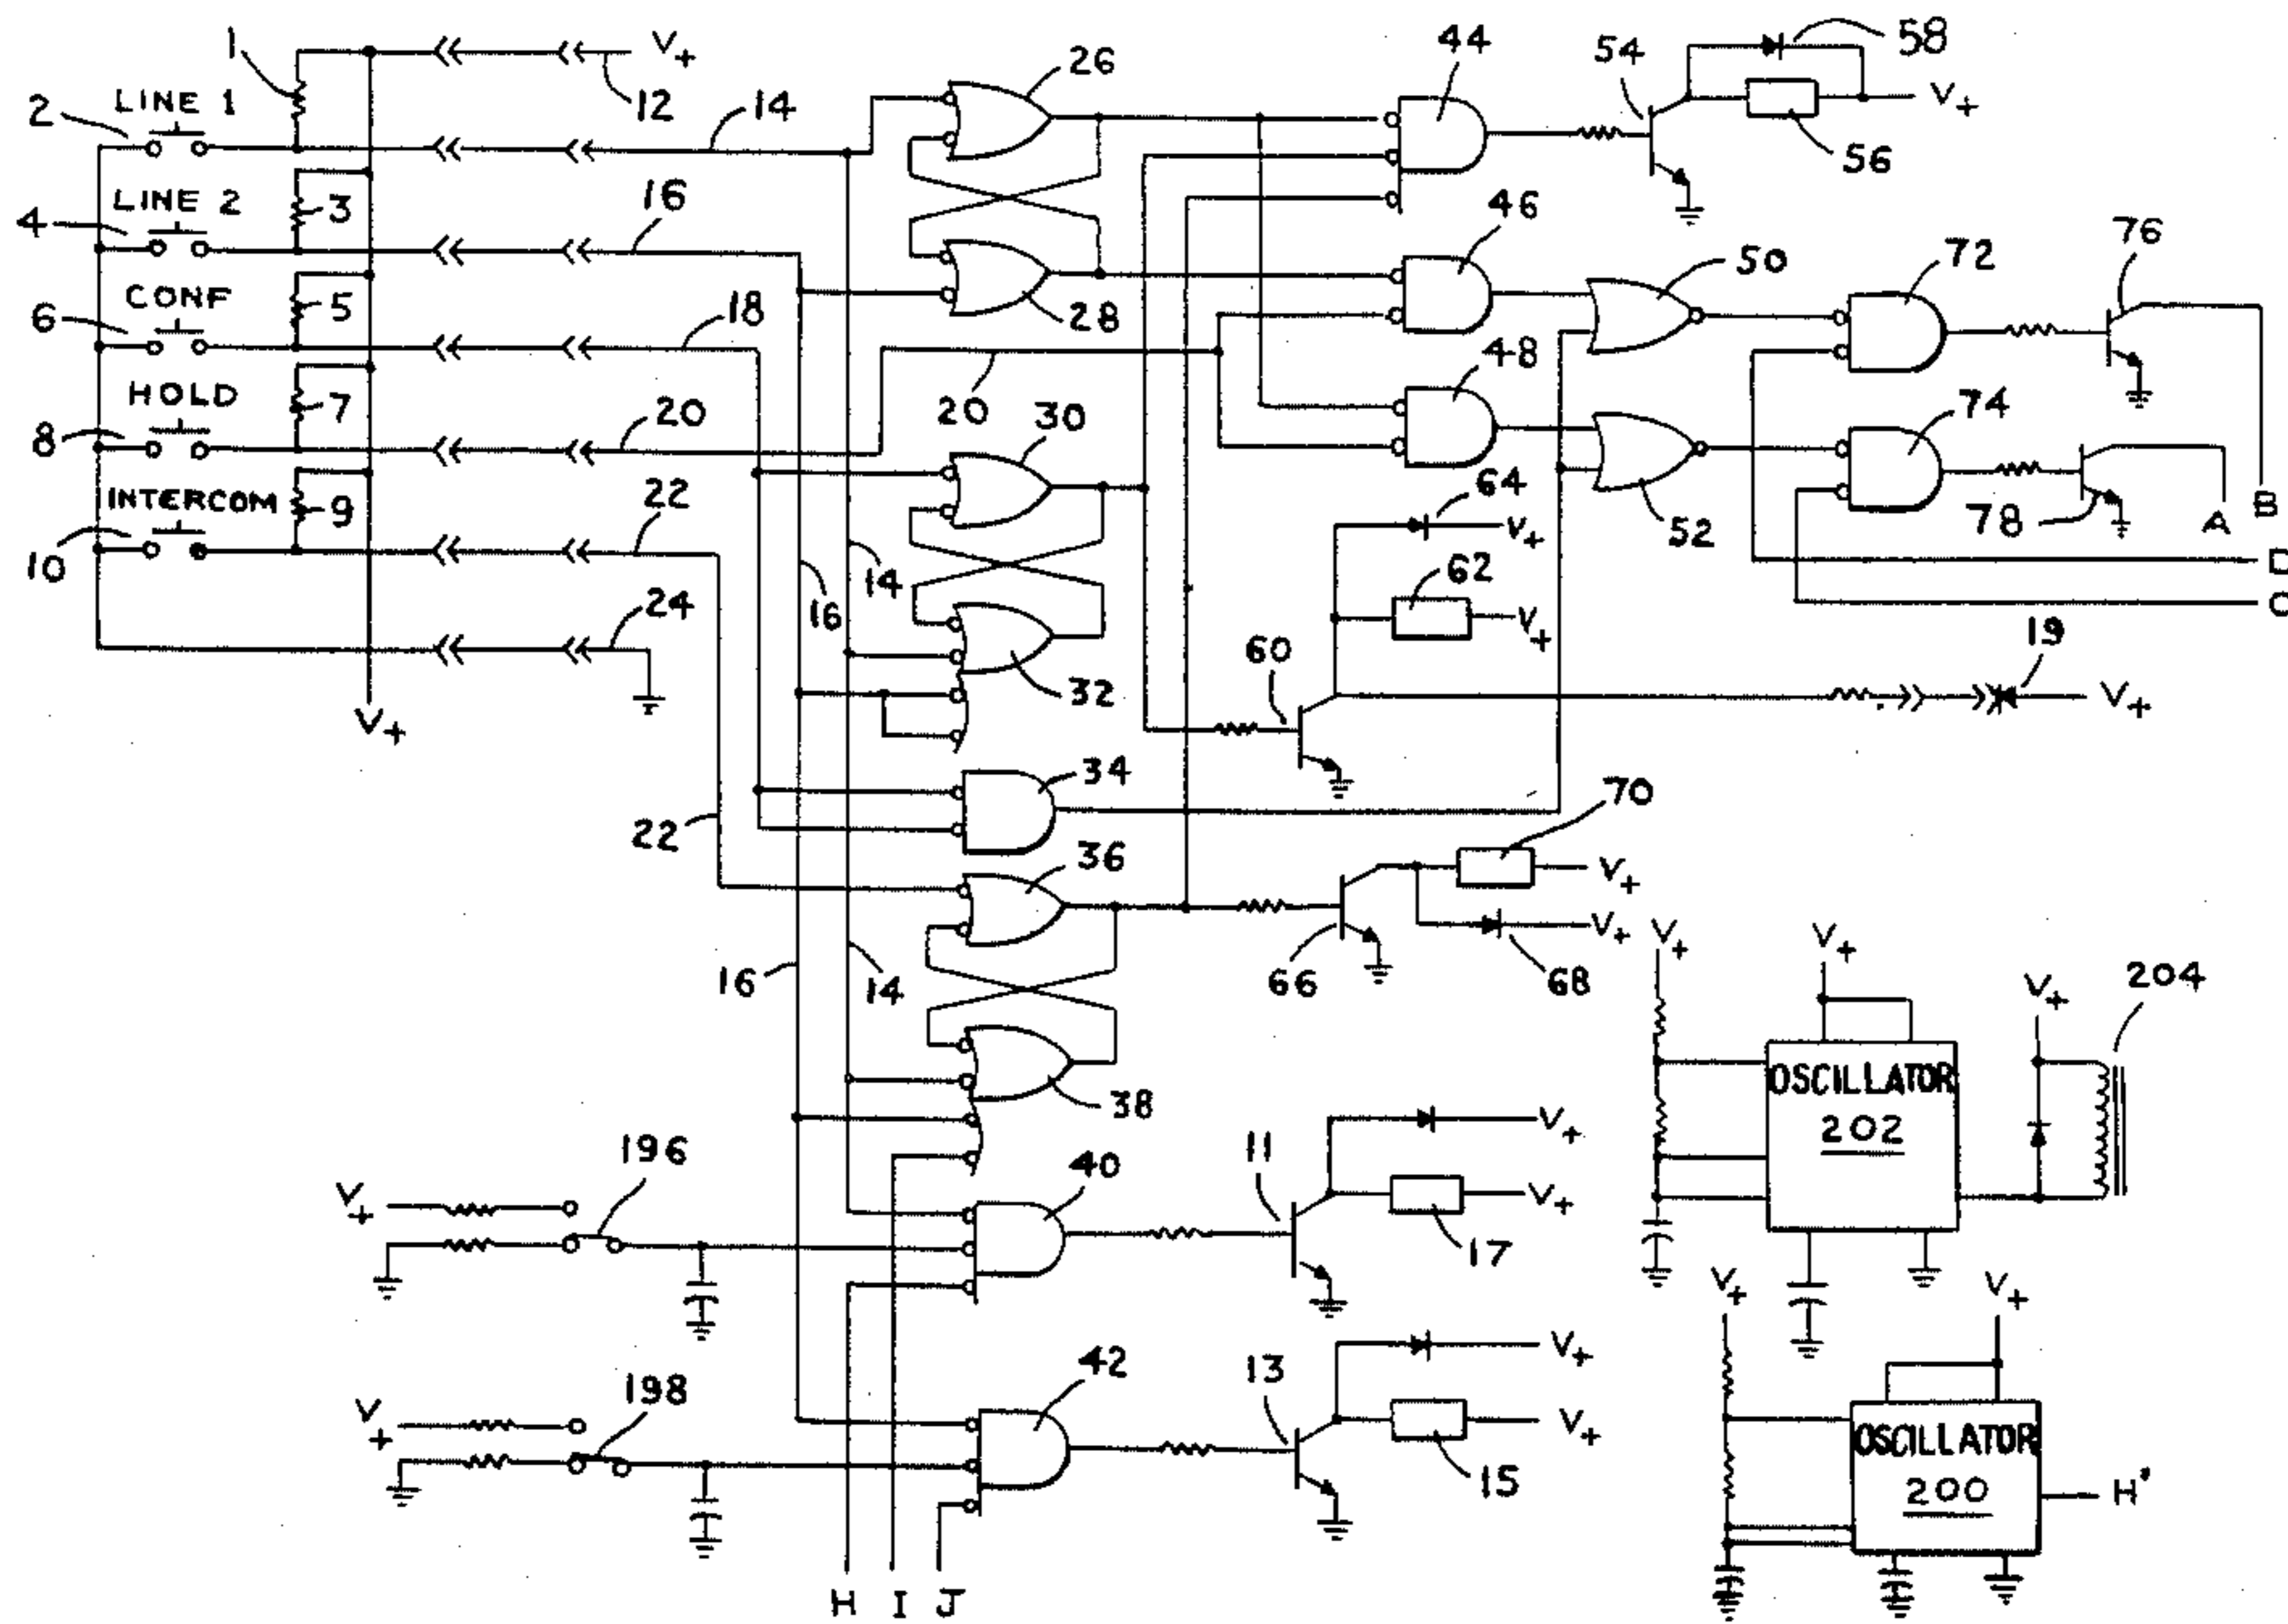 1
V+
2
LINE 1
12
14
26
44
54
58
V+
56
3
4
LINE 2
16
46
76
50
72
5
6
CONF
18
28
48
7
8
HOLD
20
20
30
74
9
INTERCOM
10
22
64
V+
52
78
A
B
D
C
24
16
14
62
V+
19
60
32
V+
V+
34
22
36
70
V+
V+
66
68
16
14
V+
V+
V+
204
OSCILLATOR
202
38
196
V+
40
11
V+
V+
17
V+
V+
198
V+
42
13
V+
V+
15
OSCILLATOR
200
H'
H I J